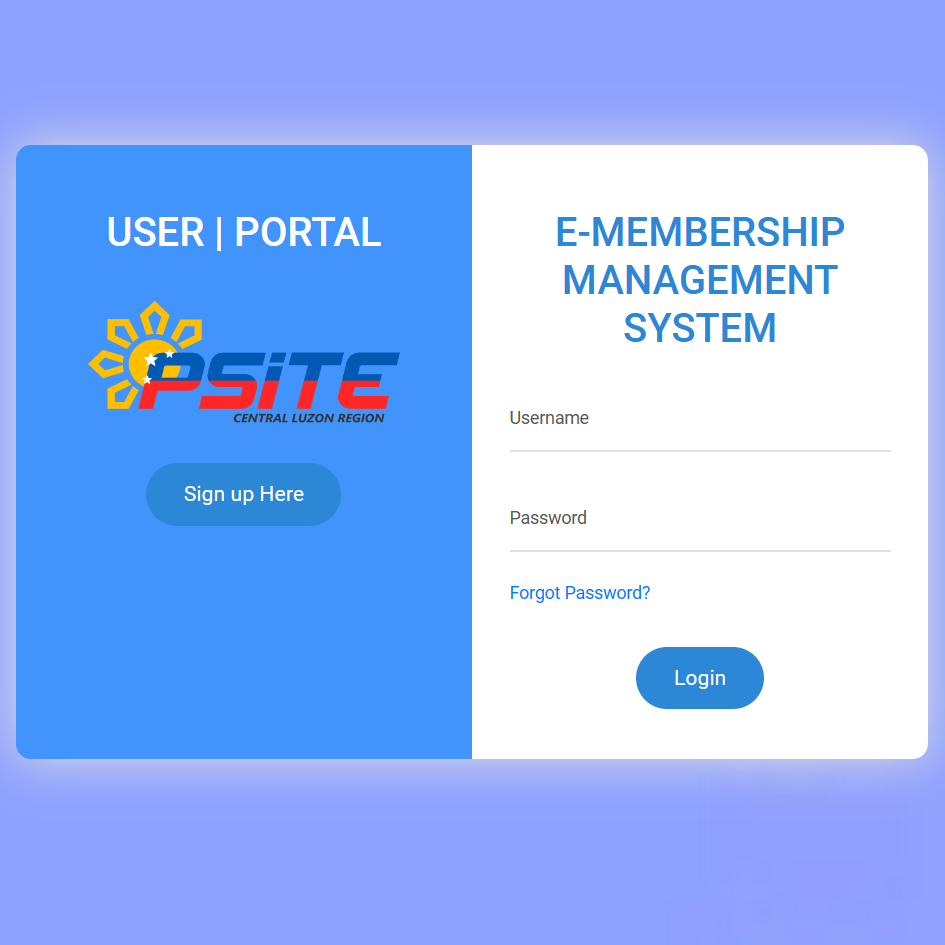 USER | PORTAL
PSiTE
CENTRAL LUZON REGION
Sign up Here
E-MEMBERSHIP
MANAGEMENT
SYSTEM
Username
Password
Forgot Password?
Login